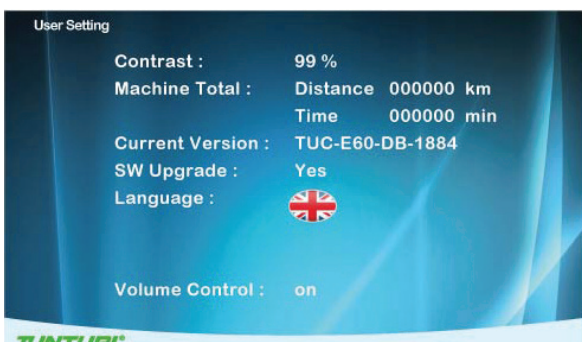 User Setting
Contrast : 99 %
Machine Total : Distance 000000 km
Time 000000 min
Current Version : TUC-E60-DB-1884
SW Upgrade : Yes
Language :
Volume Control : on
TUNTURI®